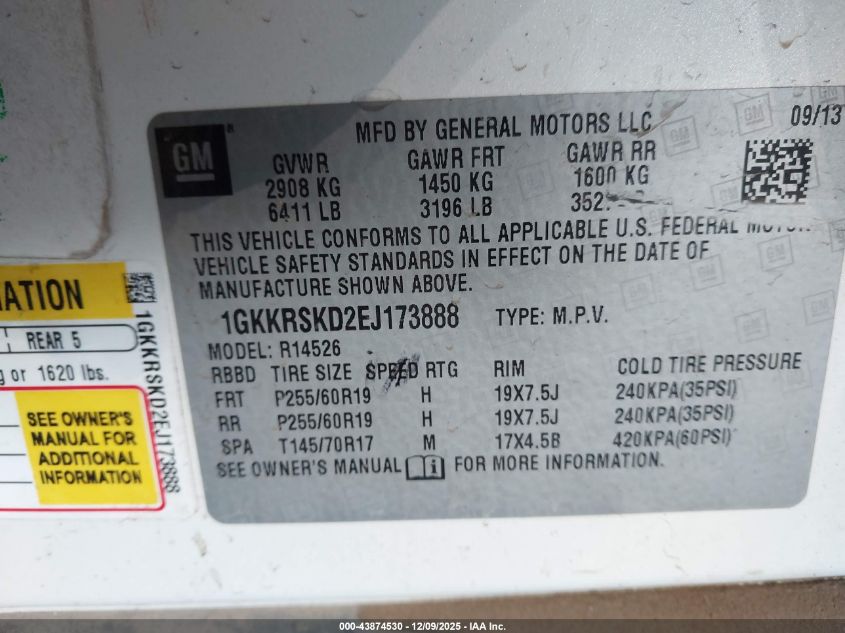 MFD BY GENERAL MOTORS LLC 09/13
GM
GVWR GAWR FRT GAWR RR
2908 KG 1450 KG 1600 KG
6411 LB 3196 LB 352
THIS VEHICLE CONFORMS TO ALL APPLICABLE U.S. FEDERAL MOTOR
VEHICLE SAFETY STANDARDS IN EFFECT ON THE DATE OF
MANUFACTURE SHOWN ABOVE.
1GKKRSKD2EJ173888 TYPE: M.P.V.
MODEL: R14526
RBBD TIRE SIZE SPEED RTG RIM COLD TIRE PRESSURE
FRT P255/60R19 H 19X7.5J 240KPA(35PSI)
RR P255/60R19 H 19X7.5J 240KPA(35PSI)
SPA T145/70R17 M 17X4.5B 420KPA(60PSI)
SEE OWNER'S MANUAL FOR MORE INFORMATION.
MATION
REAR 5
g or 1620 lbs.
SEE OWNER'S
MANUAL FOR
ADDITIONAL
INFORMATION
1GKKRSKD2EJ173888
000-43874530 - 12/09/2025 - IAA Inc.